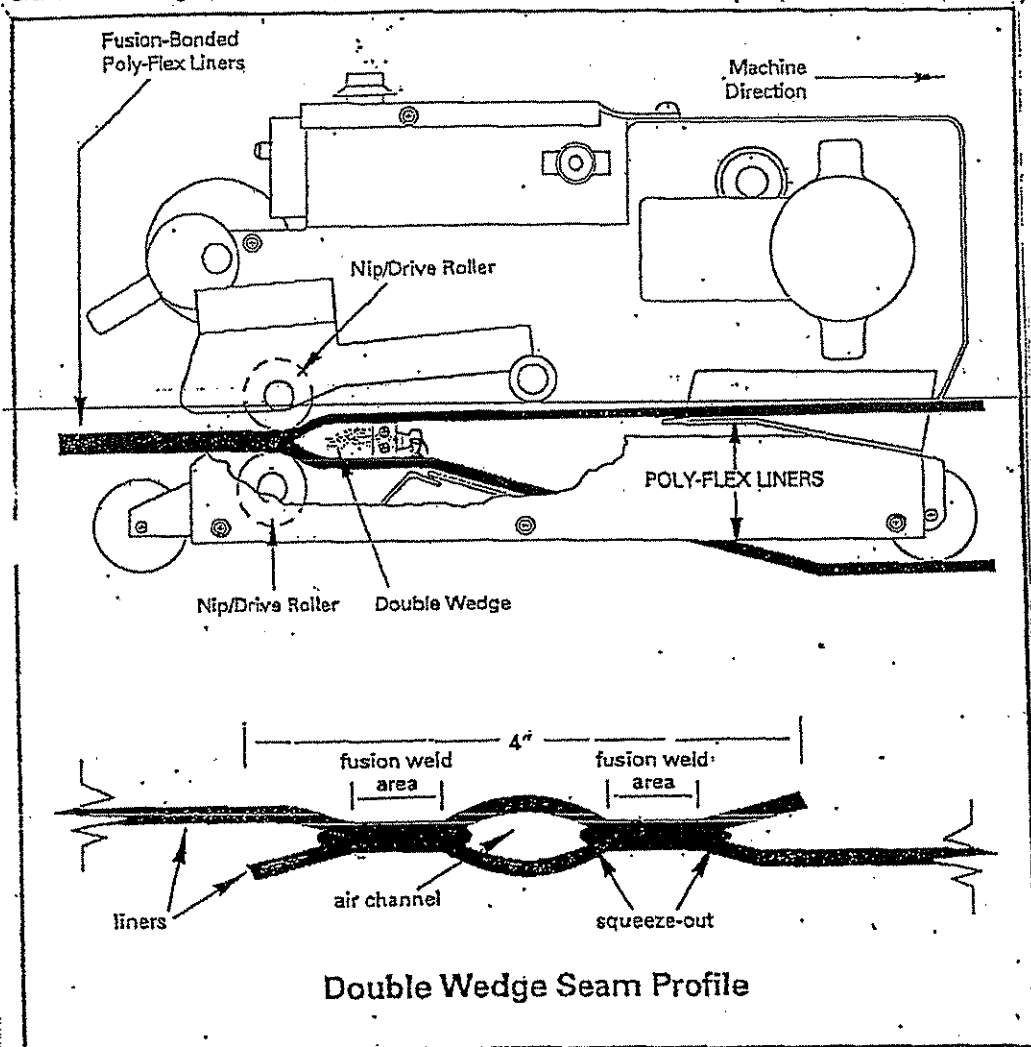 Fusion-Bonded
Poly-Flex Liners
Machine
Direction
Nip/Drive Roller
POLY-FLEX LINERS
Nip/Drive Roller
Double Wedge
4"
fusion weld
area
fusion weld
area
liners
air channel
squeeze-out
Double Wedge Seam Profile